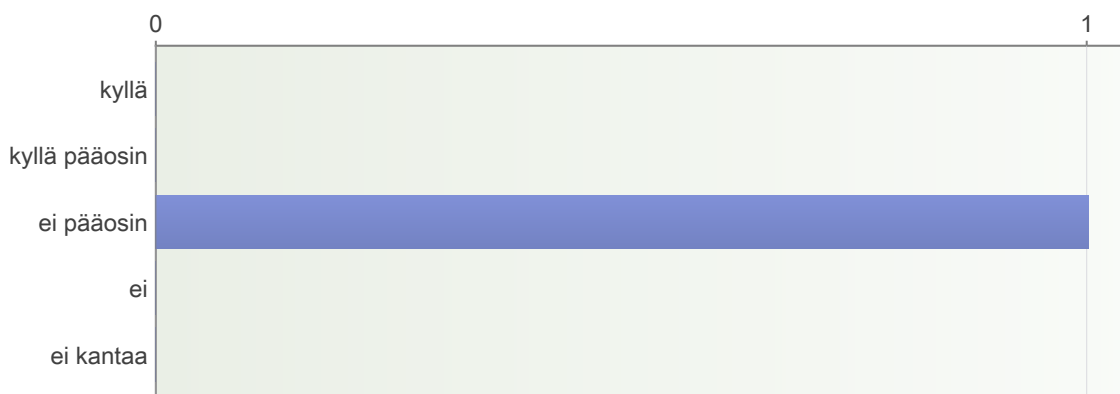 0 1
kyllä
kyllä pääosin
ei pääosin
ei
ei kantaa